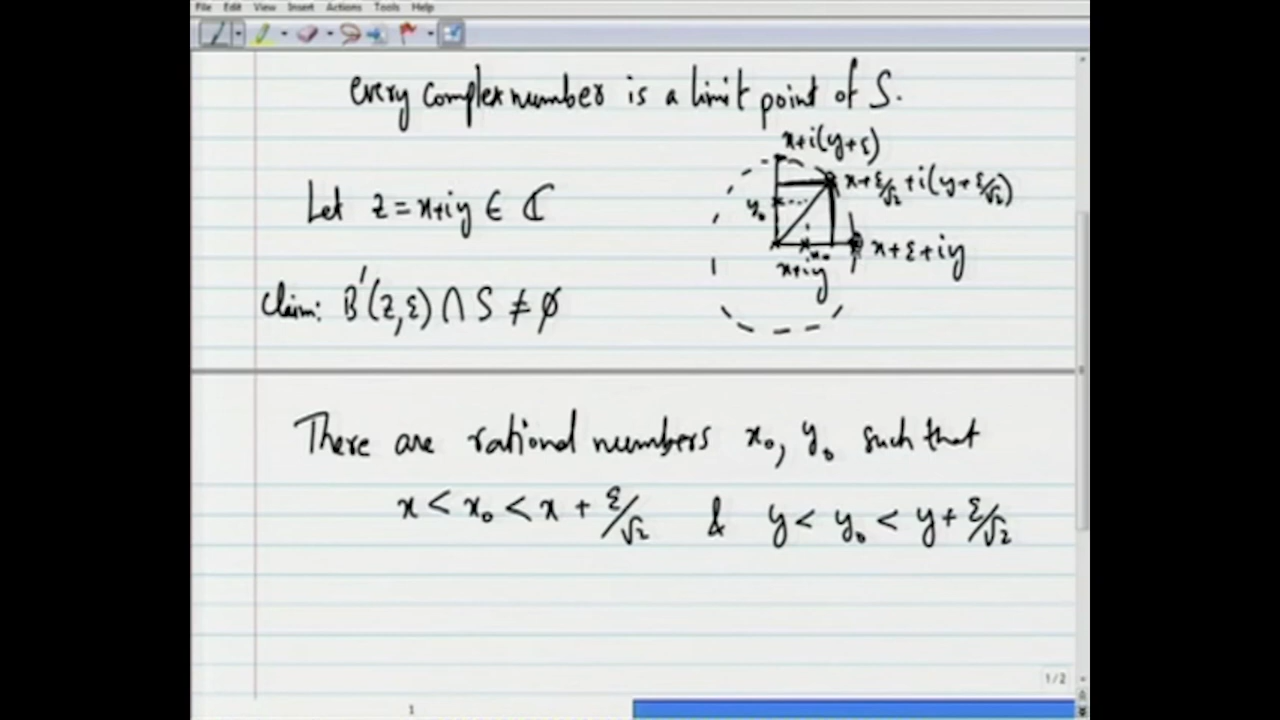 File Edit View Insert Actions Tools Help
every complex number is a limit point of S.
x+i(y+ε)
x+ε/√2+i(y+ε/√2)
y₀
Let z = x+iy ∈ ℂ
x₀
x+ε+iy
x+iy
Claim: B'(z,ε) ∩ S ≠ ∅
There are rational numbers x₀, y₀ such that
x < x₀ < x + ε/√2 & y < y₀ < y + ε/√2
1/2
1